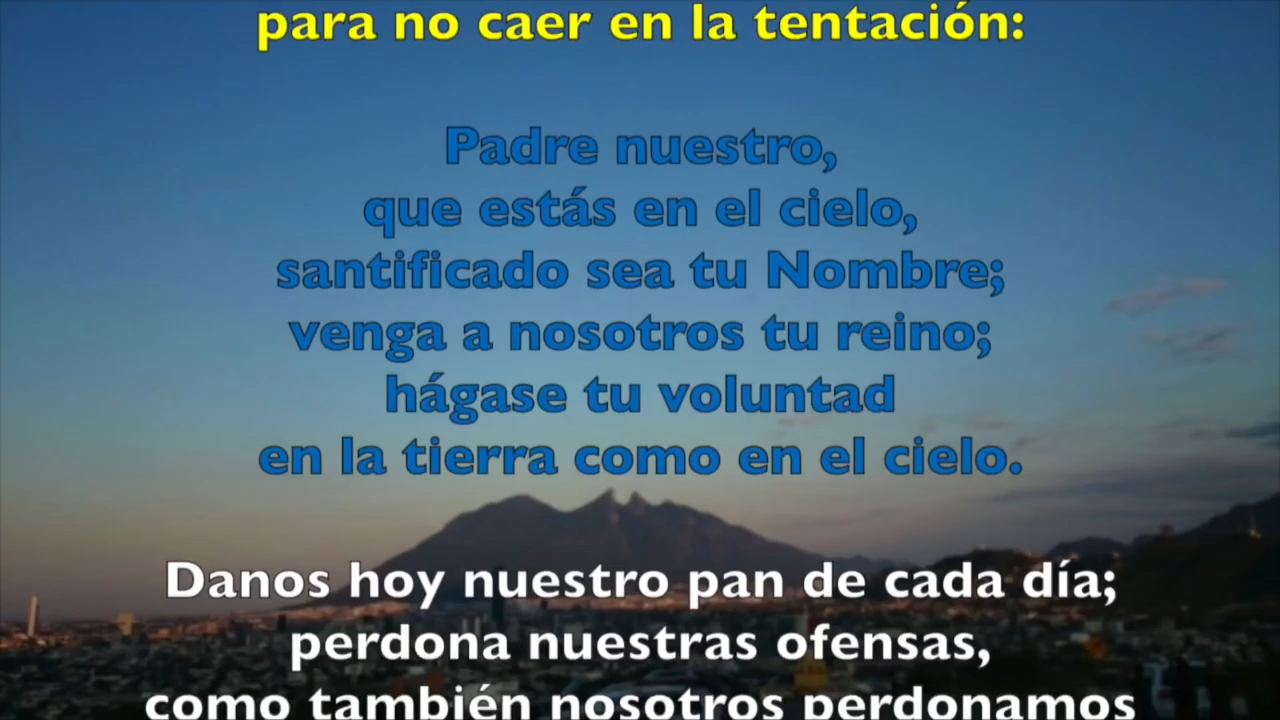 para no caer en la tentación:
Padre nuestro,
que estás en el cielo,
santificado sea tu Nombre;
venga a nosotros tu reino;
hágase tu voluntad
en la tierra como en el cielo.
Danos hoy nuestro pan de cada día;
perdona nuestras ofensas,
como también nosotros perdonamos